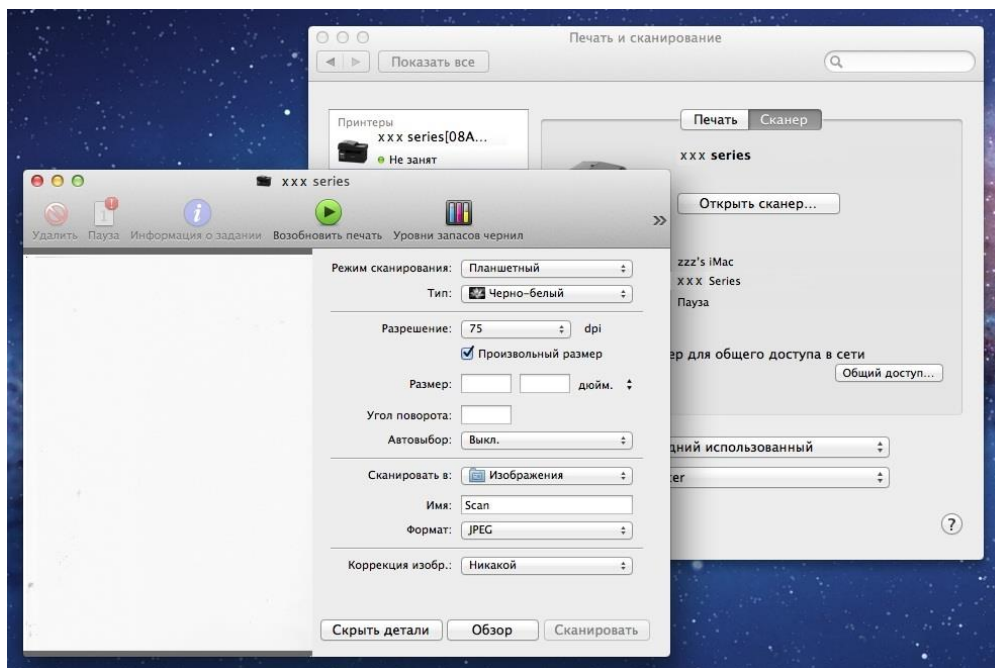 Печать и сканирование
Показать все
Принтеры
xxx series[08A...
Не занят
Печать Сканер
xxx series
Открыть сканер...
zzz's iMac
xxx Series
Пауза
ер для общего доступа в сети
Общий доступ...
дний использованный
er
?
xxx series
Удалить Пауза Информация о задании Возобновить печать Уровни запасов чернил
Режим сканирования: Планшетный
Тип: Черно-белый
Разрешение: 75 dpi
Произвольный размер
Размер: дюйм.
Угол поворота:
Автовыбор: Выкл.
Сканировать в: Изображения
Имя: Scan
Формат: JPEG
Коррекция изобр.: Никакой
Скрыть детали Обзор Сканировать